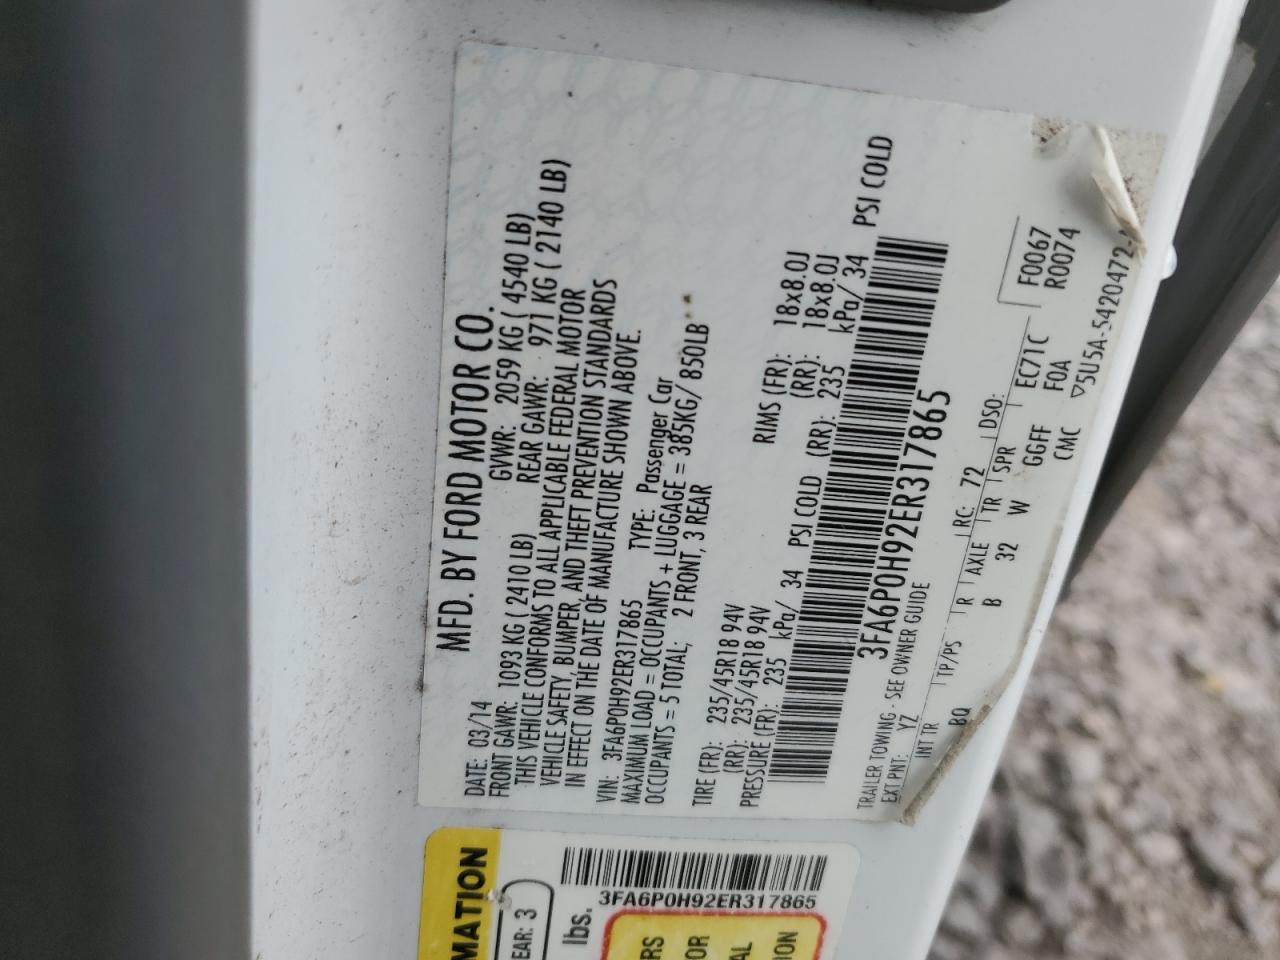 MFD. BY FORD MOTOR CO.
DATE: 03/14 GVWR: 2059 KG ( 4540 LB)
FRONT GAWR: 1093 KG ( 2410 LB) REAR GAWR: 971 KG ( 2140 LB)
THIS VEHICLE CONFORMS TO ALL APPLICABLE FEDERAL MOTOR
VEHICLE SAFETY, BUMPER, AND THEFT PREVENTION STANDARDS
IN EFFECT ON THE DATE OF MANUFACTURE SHOWN ABOVE.
VIN: 3FA6P0H92ER317865 TYPE: Passenger Car
MAXIMUM LOAD = OCCUPANTS + LUGGAGE = 385KG/ 850LB
OCCUPANTS = 5 TOTAL; 2 FRONT, 3 REAR
TIRE (FR): 235/45R18 94V RIMS (FR): 18x8.0J
(RR): 235/45R18 94V (RR): 18x8.0J
PRESSURE (FR): 235 kPa/ 34 PSI COLD (RR): 235 kPa/ 34 PSI COLD
3FA6P0H92ER317865
TRAILER TOWING - SEE OWNER GUIDE
EXT PNT: YZ RC: 72 DSO:
INT TR TP/PS R AXLE TR SPR EC71C F0067
BQ B 32 W GGFF F0A R0074
CMC ▽5U5A-5420472-
MATION
EAR: 3
lbs.
3FA6P0H92ER317865
RS
OR
AL
ION